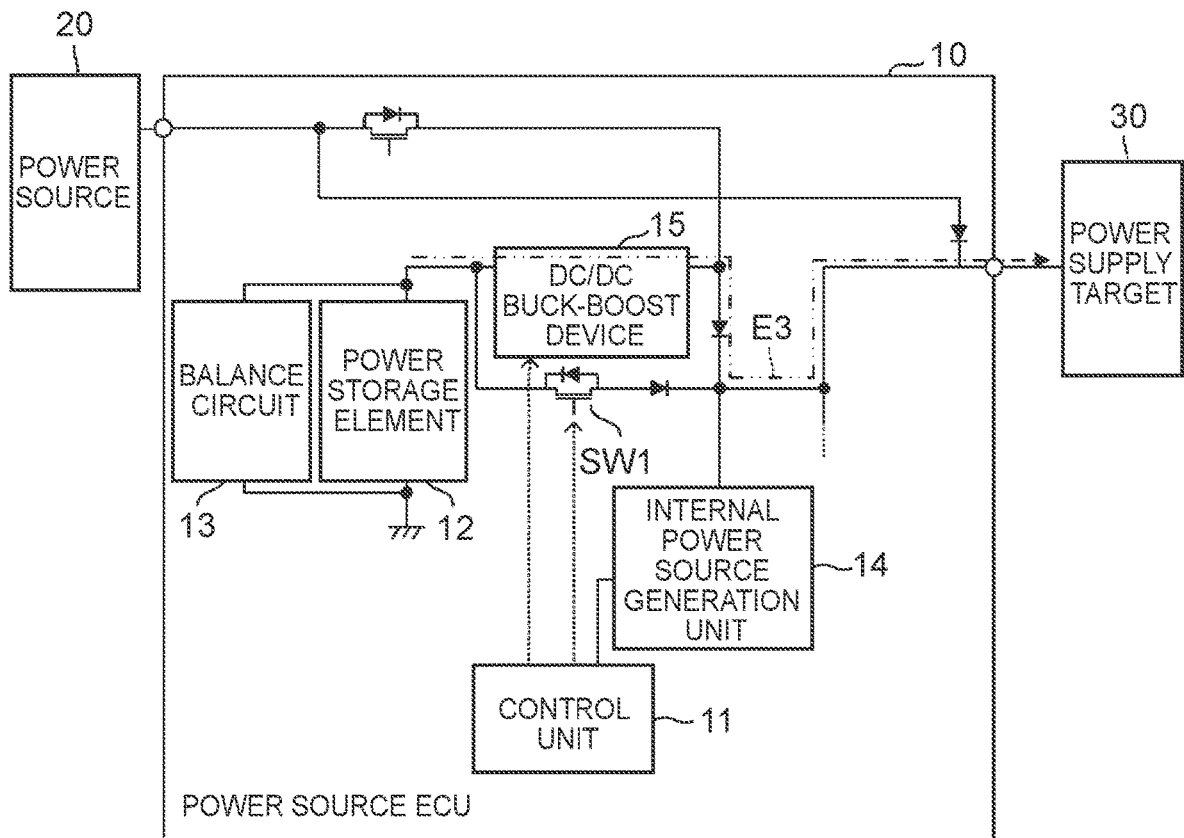 20
10
POWER
SOURCE
30
POWER
SUPPLY
TARGET
15
DC/DC
BUCK-BOOST
DEVICE
E3
BALANCE
CIRCUIT
POWER
STORAGE
ELEMENT
SW1
13
12
INTERNAL
POWER
SOURCE
GENERATION
UNIT
14
CONTROL
UNIT
11
POWER SOURCE ECU